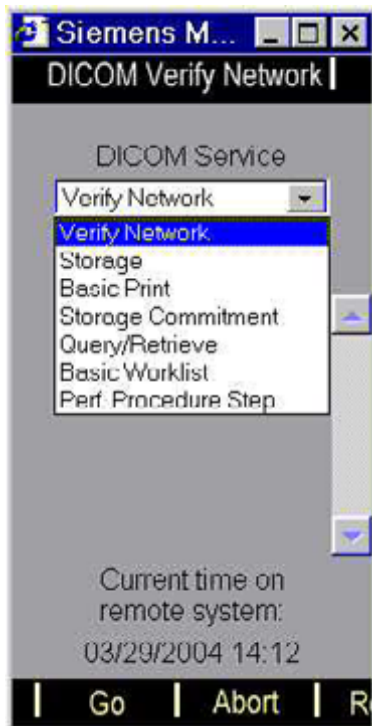 Siemens M...
DICOM Verify Network
DICOM Service
Verify Network
Verify Network
Storage
Basic Print
Storage Commitment
Query/Retrieve
Basic Worklist
Perf. Procedure Step
Current time on
remote system:
03/29/2004 14:12
Go Abort R